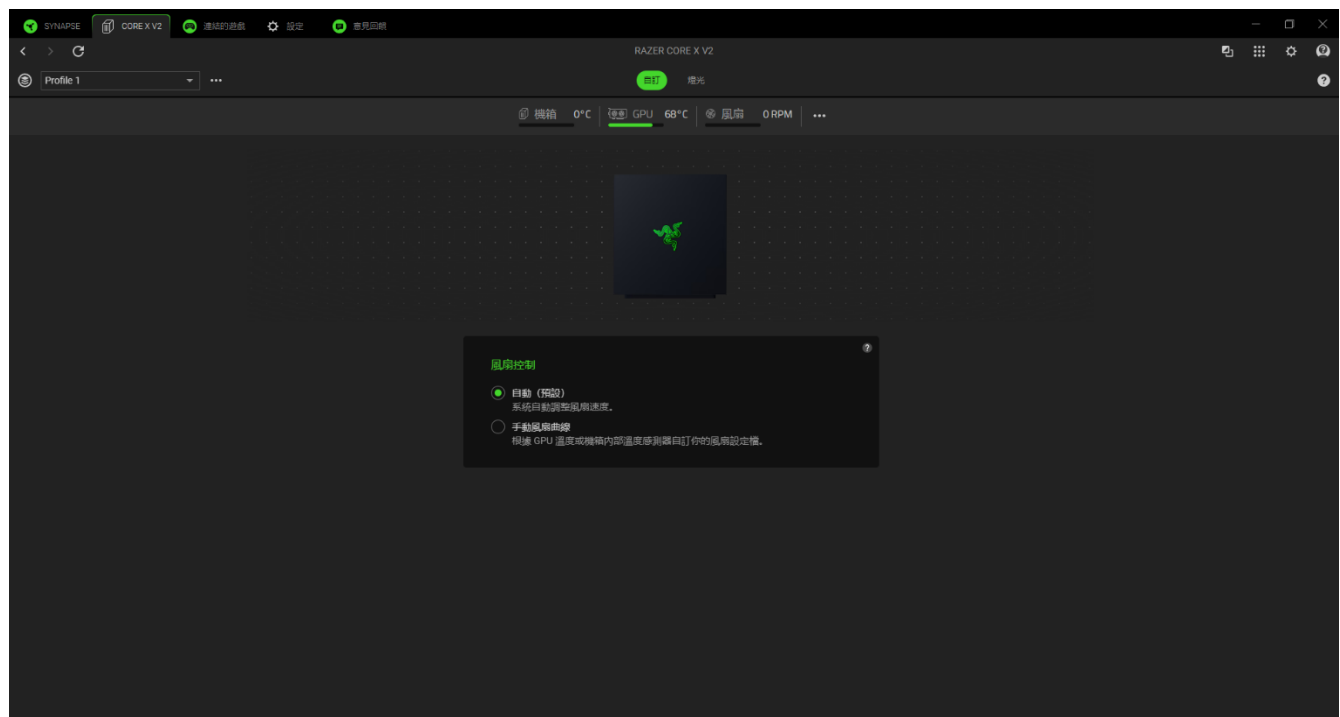 SYNAPSE CORE X V2 連結的遊戲 設定 意見回饋
RAZER CORE X V2
Profile 1 自訂 燈光
機箱 0°C GPU 68°C 風扇 0 RPM
風扇控制
自動（預設）
系統自動調整風扇速度。
手動風扇曲線
根據 GPU 溫度或機箱內部溫度感測器自訂你的風扇設定檔。